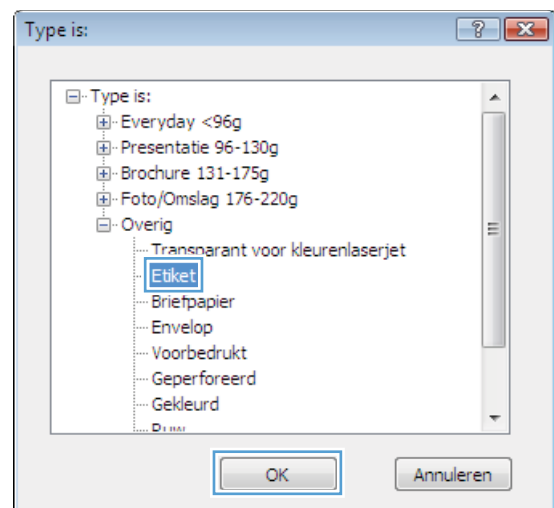 Type is:
Type is:
Everyday <96g
Presentatie 96-130g
Brochure 131-175g
Foto/Omslag 176-220g
Overig
Transparant voor kleurenlaserjet
Etiket
Briefpapier
Envelop
Voorbedrukt
Geperforeerd
Gekleurd
Ruw
OK Annuleren